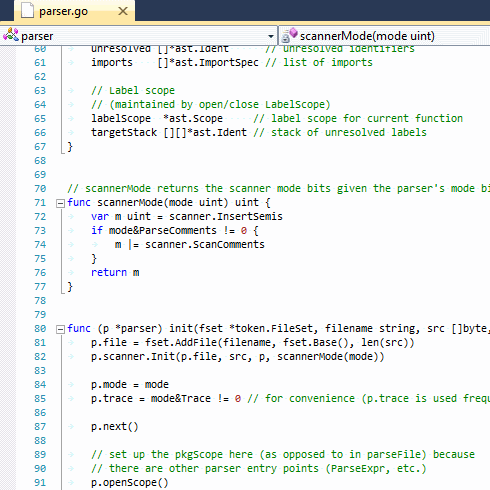 parser.go
parser scannerMode(mode uint)
60 unresolved []*ast.Ident // unresolved identifiers
61 imports []*ast.ImportSpec // list of imports
62
63 // Label scope
64 // (maintained by open/close LabelScope)
65 labelScope *ast.Scope // label scope for current function
66 targetStack [][]*ast.Ident // stack of unresolved labels
67 }
68
69
70 // scannerMode returns the scanner mode bits given the parser's mode bi
71 func scannerMode(mode uint) uint {
72 var m uint = scanner.InsertSemis
73 if mode&ParseComments != 0 {
74 m |= scanner.ScanComments
75 }
76 return m
77 }
78
79
80 func (p *parser) init(fset *token.FileSet, filename string, src []byte,
81 p.file = fset.AddFile(filename, fset.Base(), len(src))
82 p.scanner.Init(p.file, src, p, scannerMode(mode))
83
84 p.mode = mode
85 p.trace = mode&Trace != 0 // for convenience (p.trace is used frequ
86
87 p.next()
88
89 // set up the pkgScope here (as opposed to in parseFile) because
90 // there are other parser entry points (ParseExpr, etc.)
91 p.openScope()